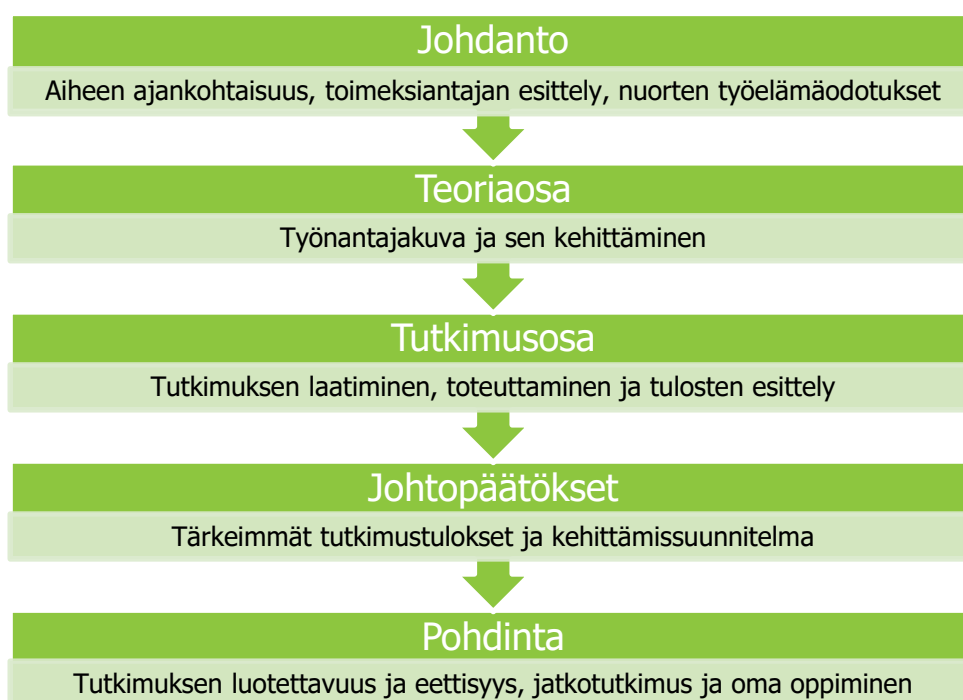 Johdanto
Aiheen ajankohtaisuus, toimeksiantajan esittely, nuorten työelämäodotukset
Teoriaosa
Työnantajakuva ja sen kehittäminen
Tutkimusosa
Tutkimuksen laatiminen, toteuttaminen ja tulosten esittely
Johtopäätökset
Tärkeimmät tutkimustulokset ja kehittämissuunnitelma
Pohdinta
Tutkimuksen luotettavuus ja eettisyys, jatkotutkimus ja oma oppiminen